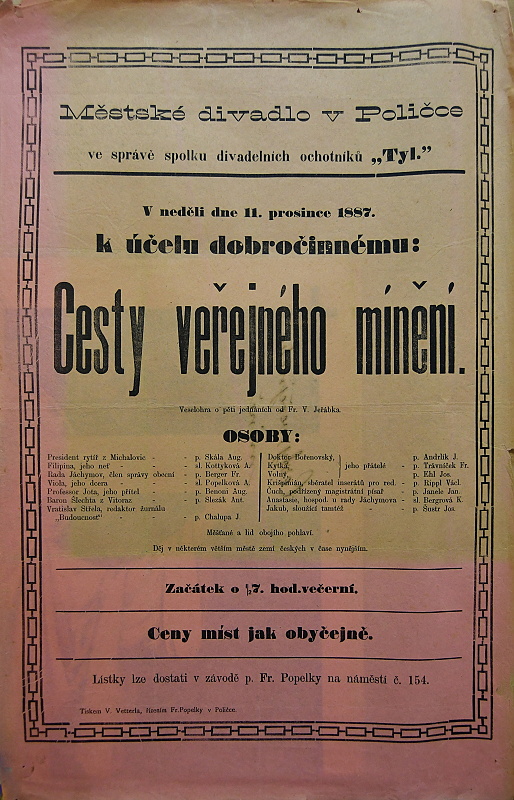 Městské divadlo v Poličce
ve správě spolku divadelních ochotníků „Tyl.”
V neděli dne 11. prosince 1887.
k účelu dobročinnému:
Cesty veřejného mínění.
Veselohra o pěti jednáních od Fr. V. Jeřábka.
OSOBY:
President rytíř z Michalovic - - p. Skála Aug.
Filipina, jeho neť - - sl. Kottyková A.
Rada Jáchymov, člen správy obecní - p. Berger Fr.
Viola, jeho dcera - - sl. Popelková A.
Professor Jota, jeho přítel - - p. Benoni Aug.
Baron Šlechta z Vitoraz - - p. Slezák Ant.
Vratislav Střela, redaktor žurnálu
„Budoucnost” - - p. Chalupa J.
Doktor Bořenovský, - p. Andrlík J.
Kytka, jeho přátelé - p. Trávníček Fr.
Volný, - p. Ehl Jos.
Krišpinián, sběratel inserátů pro red. - p. Rippl Václ.
Čuch, podřízený magistrátní písař - p. Janele Jan.
Anastasie, hospod. u rady Jáchymova - sl. Bergrová K.
Jakub, sloužící tamtéž - p. Šustr Jos.
Měšťané a lid obojího pohlaví.
Děj v některém větším městě zemí českých v čase nynějším.
Začátek o ½7. hod.večerní.
Ceny míst jak obyčejně.
Lístky lze dostati v závodě p. Fr. Popelky na náměstí č. 154.
Tiskem V. Vetterla, řízením Fr.Popelky v Poličce.